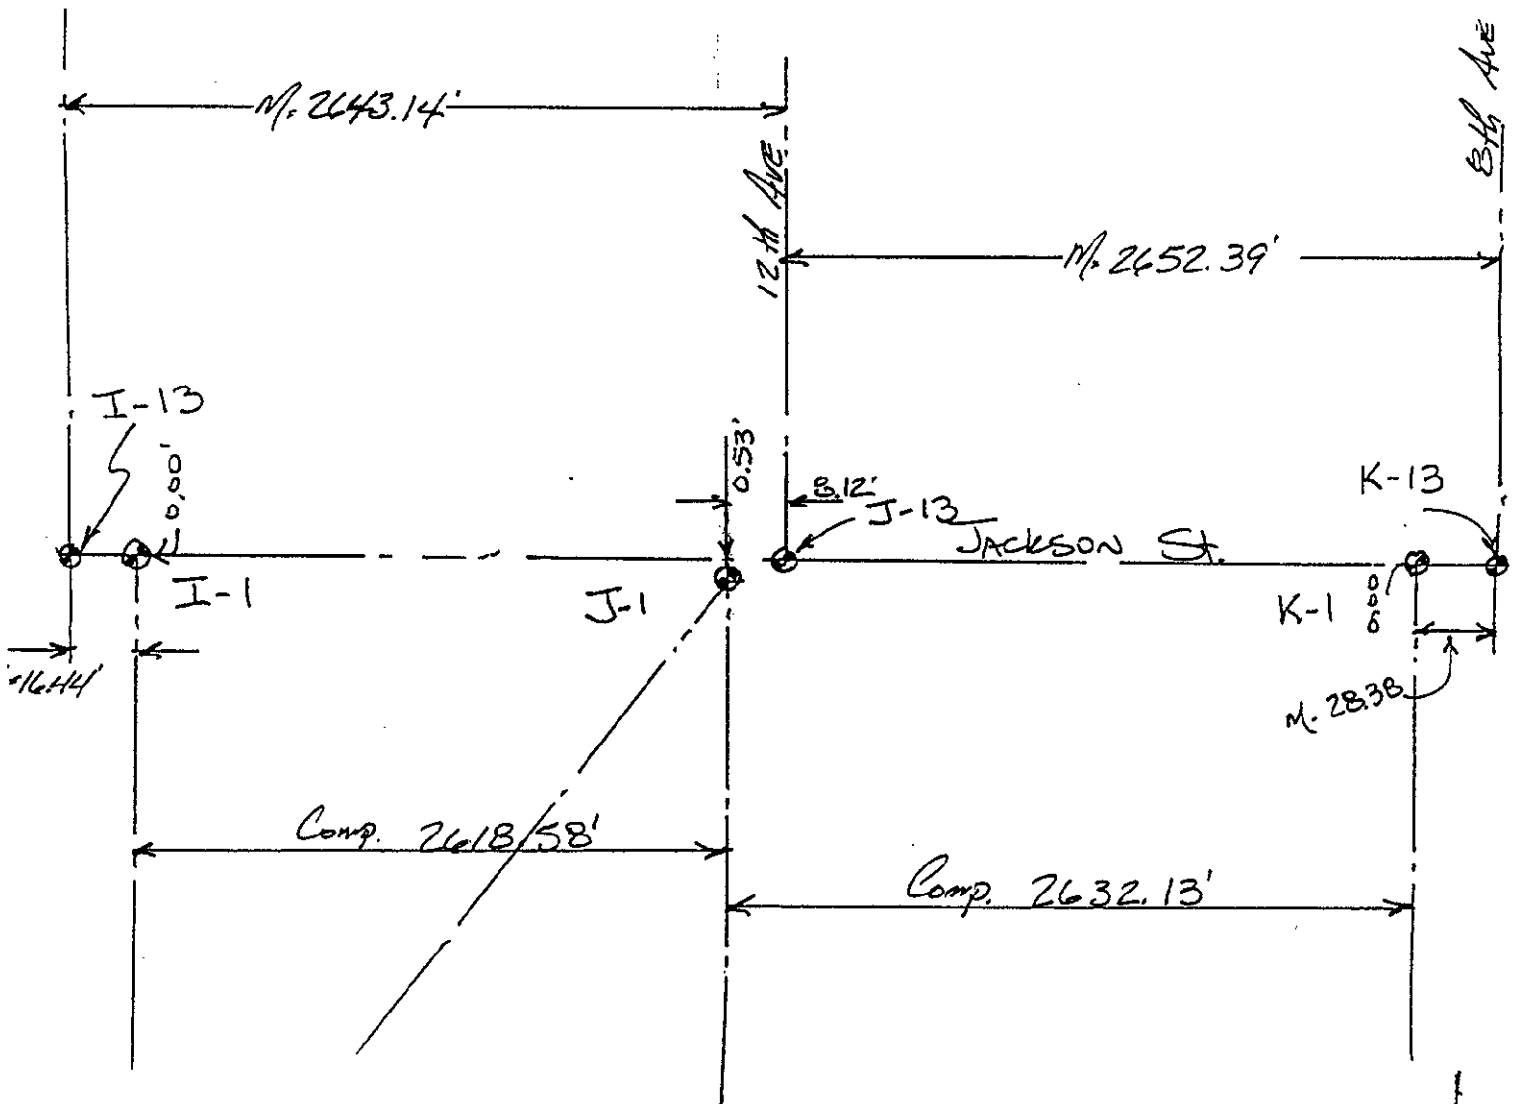 8th Ave
M. 2643.14'
12th Ave
M. 2652.39'
I-13
0.00'
0.53'
8.12'
J-13
K-13
Jackson St.
I-1
J-1
K-1
0.00
16.44'
M. 28.38
Comp. 2618.58'
Comp. 2632.13'